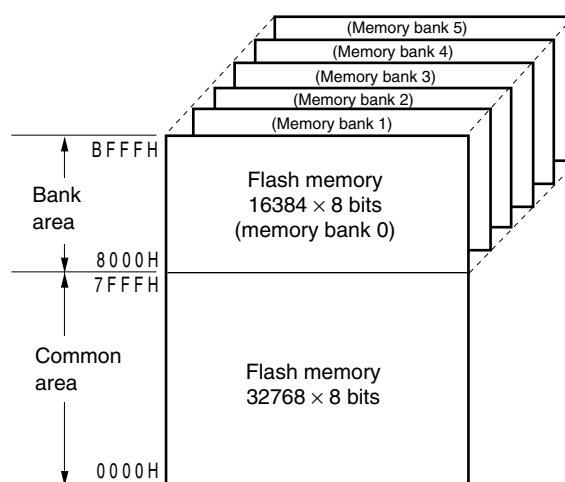 (Memory bank 5)
(Memory bank 4)
(Memory bank 3)
(Memory bank 2)
(Memory bank 1)
BFFFH
Flash memory
16384 × 8 bits
(memory bank 0)
Bank
area
8000H
7FFFH
Common
area
Flash memory
32768 × 8 bits
0000H